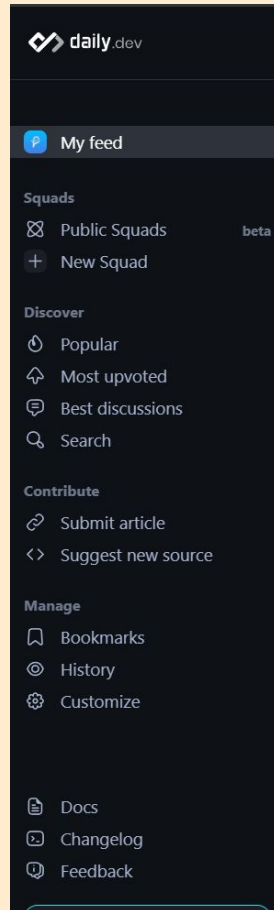 daily.dev
My feed
Squads
Public Squads beta
New Squad
Discover
Popular
Most upvoted
Best discussions
Search
Contribute
Submit article
Suggest new source
Manage
Bookmarks
History
Customize
Docs
Changelog
Feedback